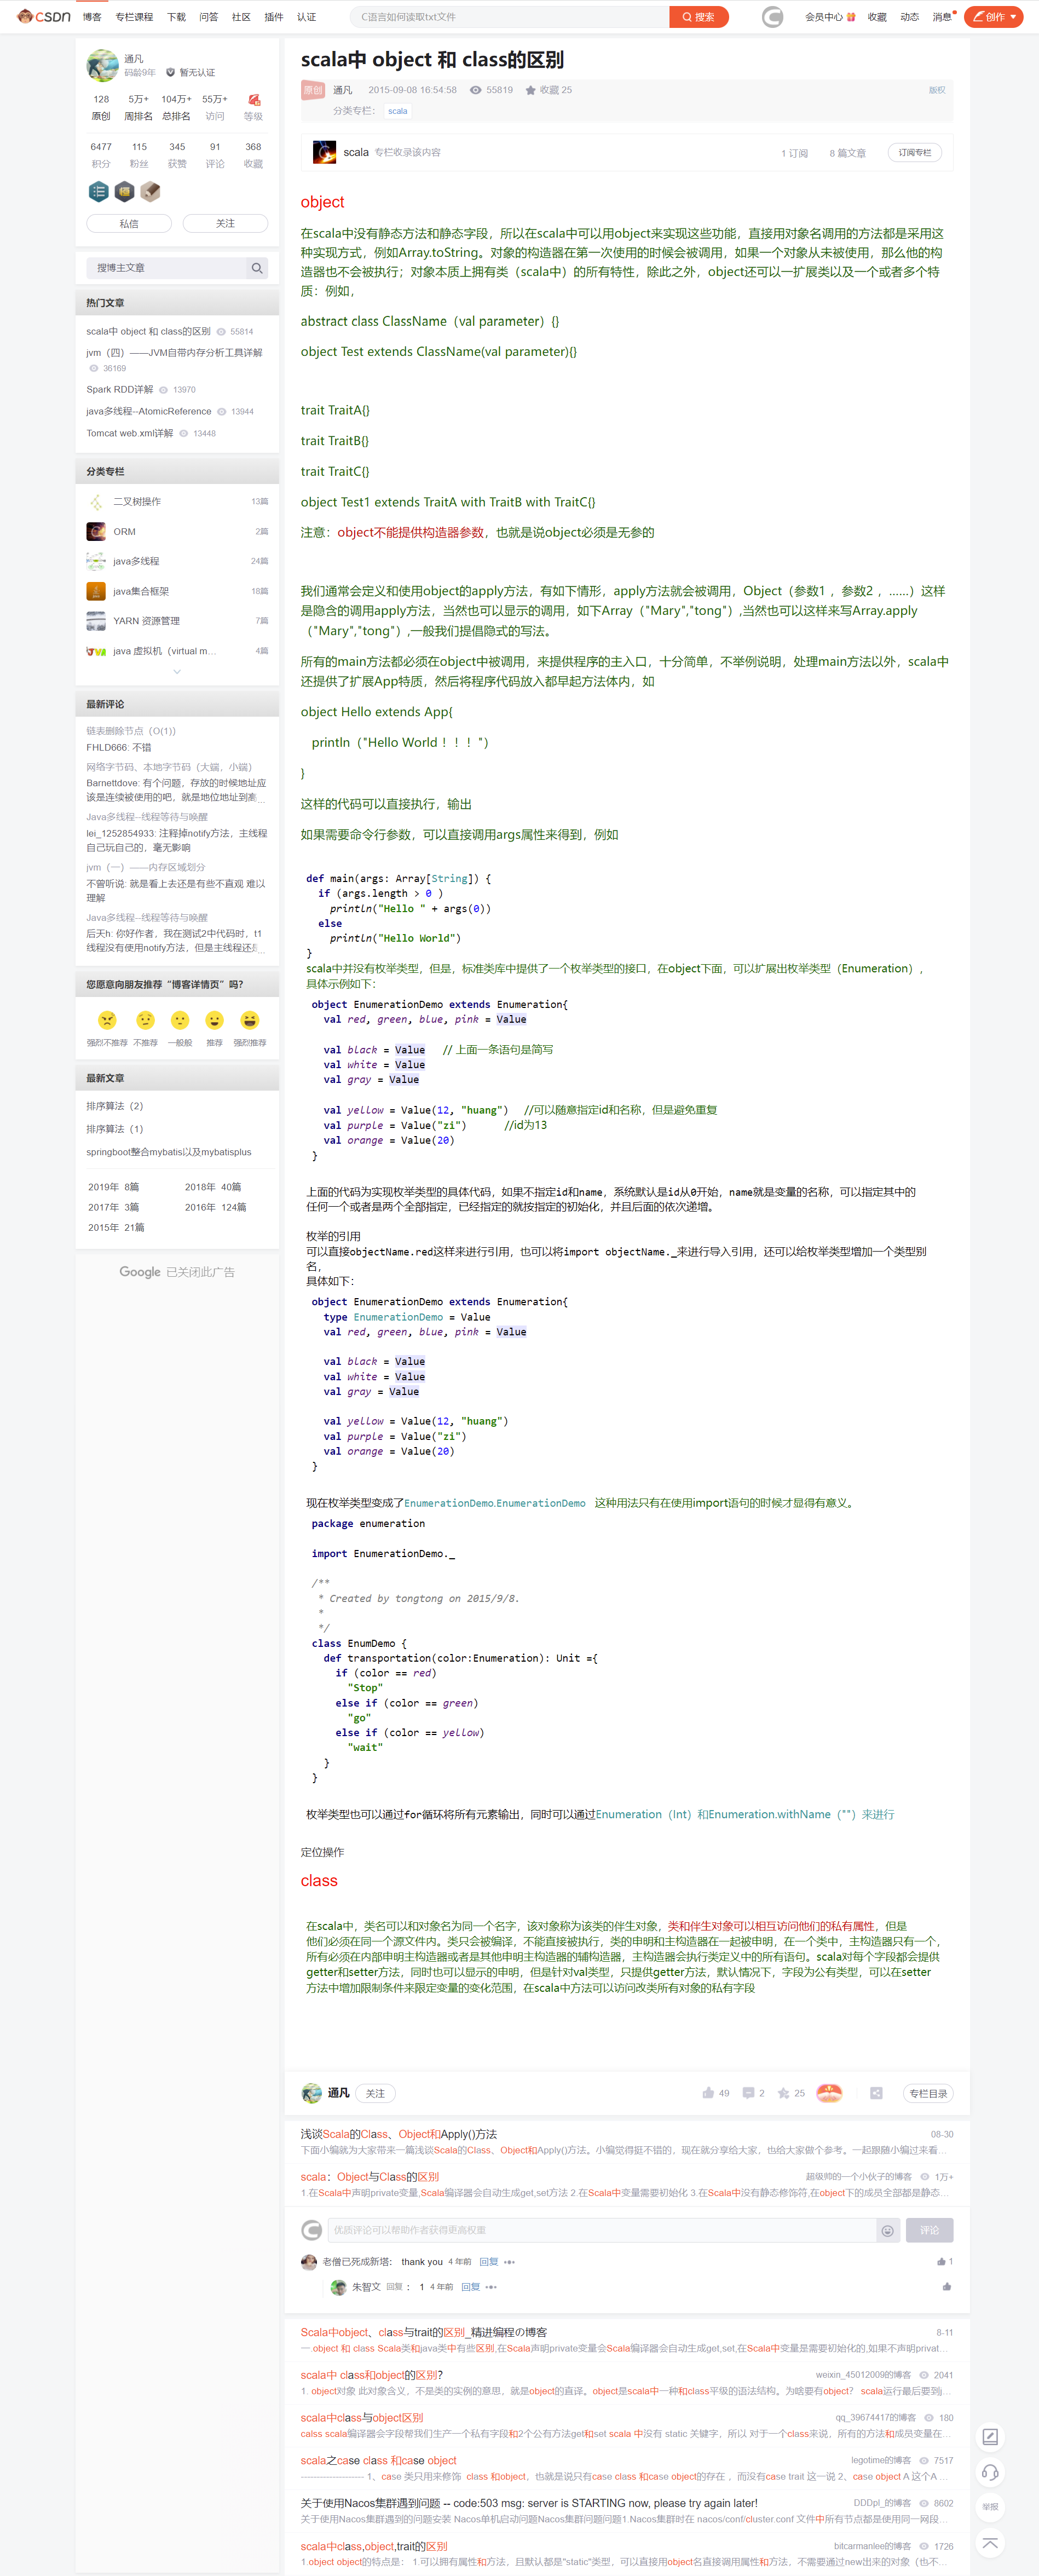 CSDN 博客 专栏课程 下载 问答 社区 插件 认证 C语言如何读取txt文件 搜索 会员中心 收藏 动态 消息 创作
通凡
码龄9年 暂无认证
128 5万+ 104万+ 55万+
原创 周排名 总排名 访问 等级
6477 115 345 91 368
积分 粉丝 获赞 评论 收藏
私信 关注
搜博主文章
热门文章
scala中 object 和 class的区别 55814
jvm（四）——JVM自带内存分析工具详解
36169
Spark RDD详解 13970
java多线程--AtomicReference 13944
Tomcat web.xml详解 13448
分类专栏
二叉树操作 13篇
ORM 2篇
java多线程 24篇
java集合框架 18篇
YARN 资源管理 7篇
java 虚拟机（virtual m... 4篇
最新评论
链表删除节点（O(1)）
FHLD666: 不错
网络字节码、本地字节码（大端，小端）
Barnettdove: 有个问题，存放的时候地址应
该是连续被使用的吧，就是地位地址到高...
Java多线程--线程等待与唤醒
lei_1252854933: 注释掉notify方法，主线程
自己玩自己的，毫无影响
jvm（一）——内存区域划分
不曾听说: 就是看上去还是有些不直观 难以
理解
Java多线程--线程等待与唤醒
后天h: 你好作者，我在测试2中代码时，t1
线程没有使用notify方法，但是主线程还是...
您愿意向朋友推荐“博客详情页”吗？
强烈不推荐 不推荐 一般般 推荐 强烈推荐
最新文章
排序算法（2）
排序算法（1）
springboot整合mybatis以及mybatisplus
2019年 8篇 2018年 40篇
2017年 3篇 2016年 124篇
2015年 21篇
Google 已关闭此广告
scala中 object 和 class的区别
原创 通凡 2015-09-08 16:54:58 55819 收藏 25 版权
分类专栏： scala
scala 专栏收录该内容 1 订阅 8 篇文章 订阅专栏
object
在scala中没有静态方法和静态字段，所以在scala中可以用object来实现这些功能，直接用对象名调用的方法都是采用这
种实现方式，例如Array.toString。对象的构造器在第一次使用的时候会被调用，如果一个对象从未被使用，那么他的构
造器也不会被执行；对象本质上拥有类（scala中）的所有特性，除此之外，object还可以一扩展类以及一个或者多个特
质：例如，
abstract class ClassName（val parameter）{}
object Test extends ClassName(val parameter){}
trait TraitA{}
trait TraitB{}
trait TraitC{}
object Test1 extends TraitA with TraitB with TraitC{}
注意：object不能提供构造器参数，也就是说object必须是无参的
我们通常会定义和使用object的apply方法，有如下情形，apply方法就会被调用，Object（参数1 ，参数2 ，……）这样
是隐含的调用apply方法，当然也可以显示的调用，如下Array（"Mary","tong"）,当然也可以这样来写Array.apply
（"Mary","tong"）,一般我们提倡隐式的写法。
所有的main方法都必须在object中被调用，来提供程序的主入口，十分简单，不举例说明，处理main方法以外，scala中
还提供了扩展App特质，然后将程序代码放入都早起方法体内，如
object Hello extends App{
println（"Hello World！！！"）
}
这样的代码可以直接执行，输出
如果需要命令行参数，可以直接调用args属性来得到，例如
def main(args: Array[String]) {
if (args.length > 0 )
println("Hello " + args(0))
else
println("Hello World")
}
scala中并没有枚举类型，但是，标准类库中提供了一个枚举类型的接口，在object下面，可以扩展出枚举类型（Enumeration），
具体示例如下：
object EnumerationDemo extends Enumeration{
val red, green, blue, pink = Value
val black = Value // 上面一条语句是简写
val white = Value
val gray = Value
val yellow = Value(12, "huang") //可以随意指定id和名称，但是避免重复
val purple = Value("zi") //id为13
val orange = Value(20)
}
上面的代码为实现枚举类型的具体代码，如果不指定id和name，系统默认是id从0开始，name就是变量的名称，可以指定其中的
任何一个或者是两个全部指定，已经指定的就按指定的初始化，并且后面的依次递增。
枚举的引用
可以直接objectName.red这样来进行引用，也可以将import objectName._来进行导入引用，还可以给枚举类型增加一个类型别
名，
具体如下：
object EnumerationDemo extends Enumeration{
type EnumerationDemo = Value
val red, green, blue, pink = Value
val black = Value
val white = Value
val gray = Value
val yellow = Value(12, "huang")
val purple = Value("zi")
val orange = Value(20)
}
现在枚举类型变成了EnumerationDemo.EnumerationDemo 这种用法只有在使用import语句的时候才显得有意义。
package enumeration
import EnumerationDemo._
/**
* Created by tongtong on 2015/9/8.
*
*/
class EnumDemo {
def transportation(color:Enumeration): Unit ={
if (color == red)
"Stop"
else if (color == green)
"go"
else if (color == yellow)
"wait"
}
}
枚举类型也可以通过for循环将所有元素输出，同时可以通过Enumeration（Int）和Enumeration.withName（""）来进行
定位操作
class
在scala中，类名可以和对象名为同一个名字，该对象称为该类的伴生对象，类和伴生对象可以相互访问他们的私有属性，但是
他们必须在同一个源文件内。类只会被编译，不能直接被执行，类的申明和主构造器在一起被申明，在一个类中，主构造器只有一个，
所有必须在内部申明主构造器或者是其他申明主构造器的辅构造器，主构造器会执行类定义中的所有语句。scala对每个字段都会提供
getter和setter方法，同时也可以显示的申明，但是针对val类型，只提供getter方法，默认情况下，字段为公有类型，可以在setter
方法中增加限制条件来限定变量的变化范围，在scala中方法可以访问改类所有对象的私有字段
通凡 关注 49 2 25 专栏目录
浅谈Scala的Class、Object和Apply()方法 08-30
下面小编就为大家带来一篇浅谈Scala的Class、Object和Apply()方法。小编觉得挺不错的，现在就分享给大家，也给大家做个参考。一起跟随小编过来看...
scala：Object与Class的区别 超级帅的一个小伙子的博客 1万+
1.在Scala中声明private变量,Scala编译器会自动生成get,set方法 2.在Scala中变量需要初始化 3.在Scala中没有静态修饰符,在object下的成员全部都是静态...
优质评论可以帮助作者获得更高权重 评论
老僧已死成新塔： thank you 4 年前 回复 1
朱智文 回复 ： 1 4 年前 回复
Scala中object、class与trait的区别_精进编程の博客 8-11
一.object 和 class Scala类和java类中有些区别,在Scala声明private变量会Scala编译器会自动生成get,set,在Scala中变量是需要初始化的,如果不声明privat...
scala中 class和object的区别? weixin_45012009的博客 2041
1. object对象 此对象含义，不是类的实例的意思，就是object的直译。object是scala中一种和class平级的语法结构。为啥要有object? scala运行最后要到j...
scala中class与object区别 qq_39674417的博客 180
calss scala编译器会字段帮我们生产一个私有字段和2个公有方法get和set scala 中没有 static 关键字，所以 对于一个class来说，所有的方法和成员变量在...
scala之case class 和case object legotime的博客 7517
-------------------- 1、case 类只用来修饰 class 和object，也就是说只有case class 和case object的存在 ，而没有case trait 这一说 2、case object A 这个A ...
关于使用Nacos集群遇到问题 -- code:503 msg: server is STARTING now, please try again later! DDDpl_的博客 8602
关于使用Nacos集群遇到的问题安装 Nacos单机启动问题Nacos集群问题问题1.Nacos集群时在 nacos/conf/cluster.conf 文件中所有节点都是使用同一网段...
scala中class,object,trait的区别 bitcarmanlee的博客 1726
1.object object的特点是： 1.可以拥有属性和方法，且默认都是"static"类型，可以直接用object名直接调用属性和方法，不需要通过new出来的对象（也不...
举报